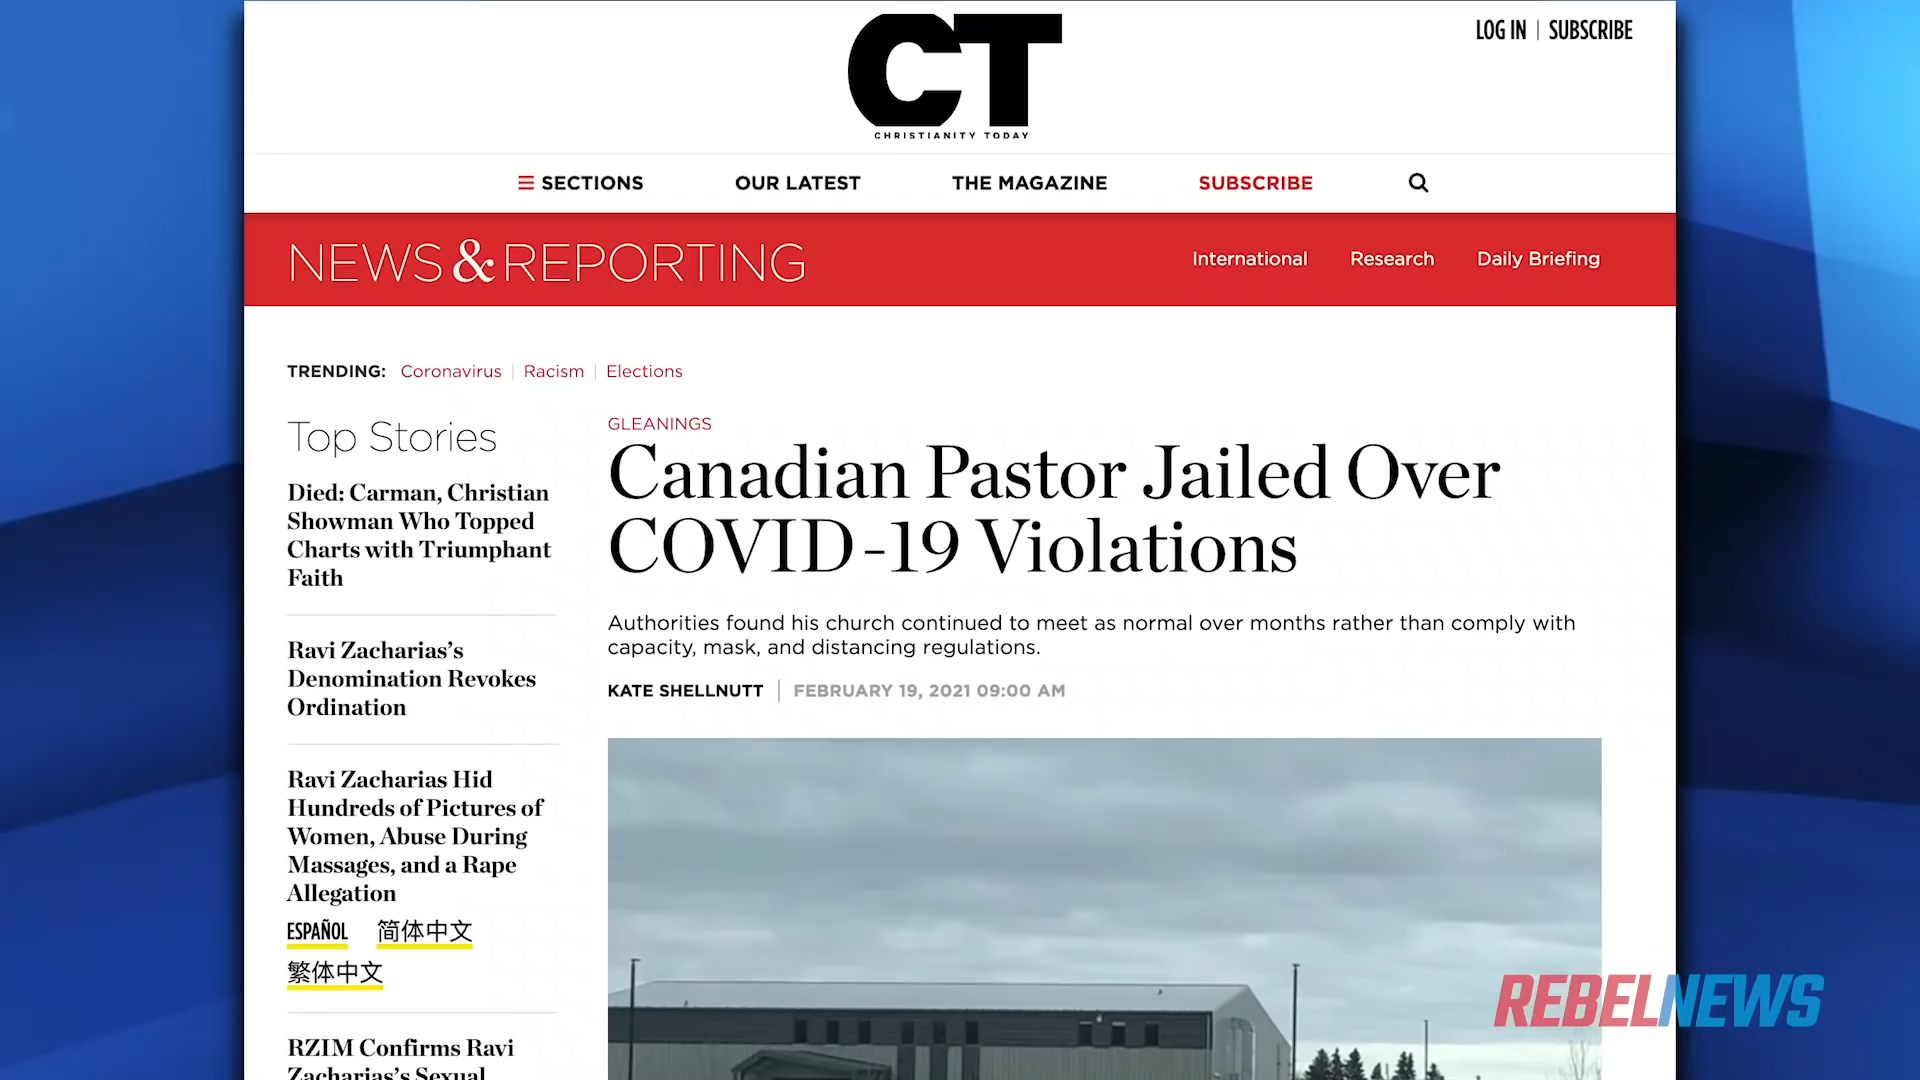 CT
CHRISTIANITY TODAY
LOG IN | SUBSCRIBE
SECTIONS
OUR LATEST
THE MAGAZINE
SUBSCRIBE
NEWS & REPORTING
International
Research
Daily Briefing
TRENDING: Coronavirus | Racism | Elections
Top Stories
Died: Carman, Christian
Showman Who Topped
Charts with Triumphant
Faith
Ravi Zacharias's
Denomination Revokes
Ordination
Ravi Zacharias Hid
Hundreds of Pictures of
Women, Abuse During
Massages, and a Rape
Allegation
ESPAÑOL 简体中文
繁体中文
RZIM Confirms Ravi
Zacharias's Sexual
GLEANINGS
Canadian Pastor Jailed Over
COVID-19 Violations
Authorities found his church continued to meet as normal over months rather than comply with
capacity, mask, and distancing regulations.
KATE SHELLNUTT | FEBRUARY 19, 2021 09:00 AM
REBELNEWS